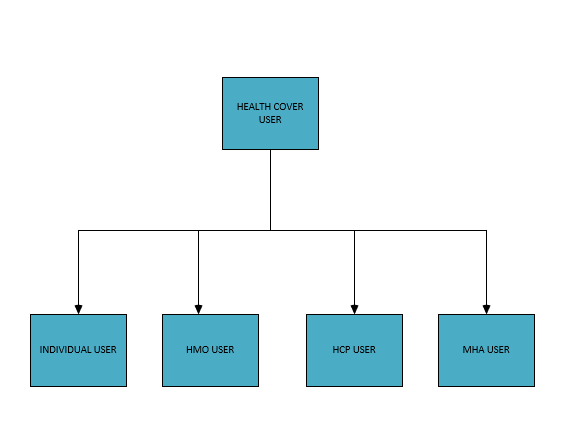 HEALTH COVER
USER
INDIVIDUAL USER
HMO USER
HCP USER
MHA USER